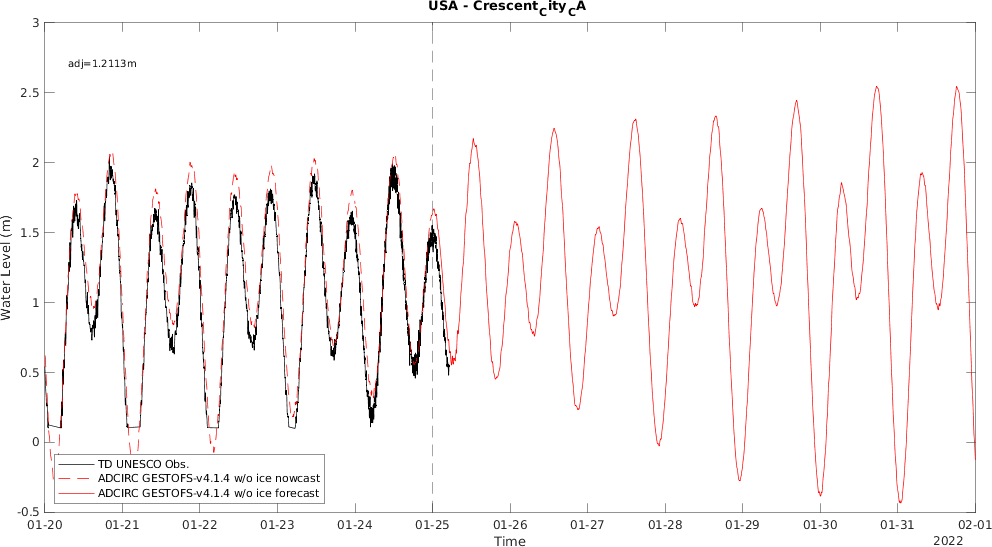 USA - CrescentCityCA
adj=1.2113m
3
2.5
2
1.5
1
0.5
0
-0.5
Water Level (m)
TD UNESCO Obs.
ADCIRC GESTOFS-v4.1.4 w/o ice nowcast
ADCIRC GESTOFS-v4.1.4 w/o ice forecast
01-20 01-21 01-22 01-23 01-24 01-25 01-26 01-27 01-28 01-29 01-30 01-31 02-01
Time
2022